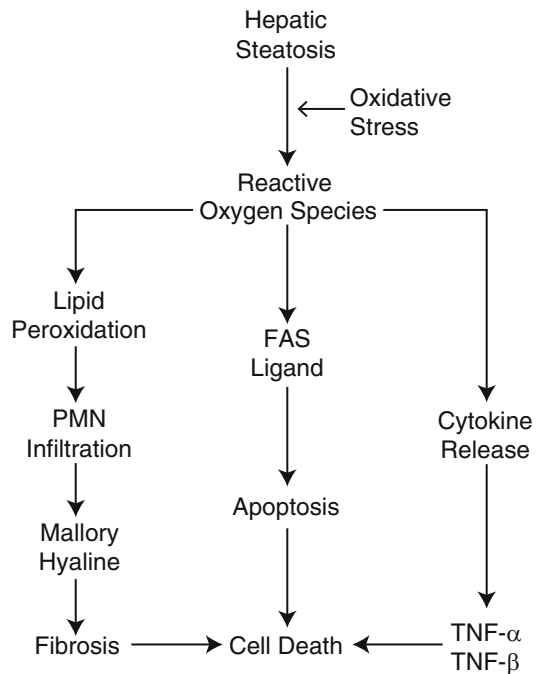 Hepatic
Steatosis
Oxidative
Stress
Reactive
Oxygen Species
Lipid
Peroxidation
FAS
Ligand
PMN
Infiltration
Cytokine
Release
Apoptosis
Mallory
Hyaline
Fibrosis
Cell Death
TNF-α
TNF-β